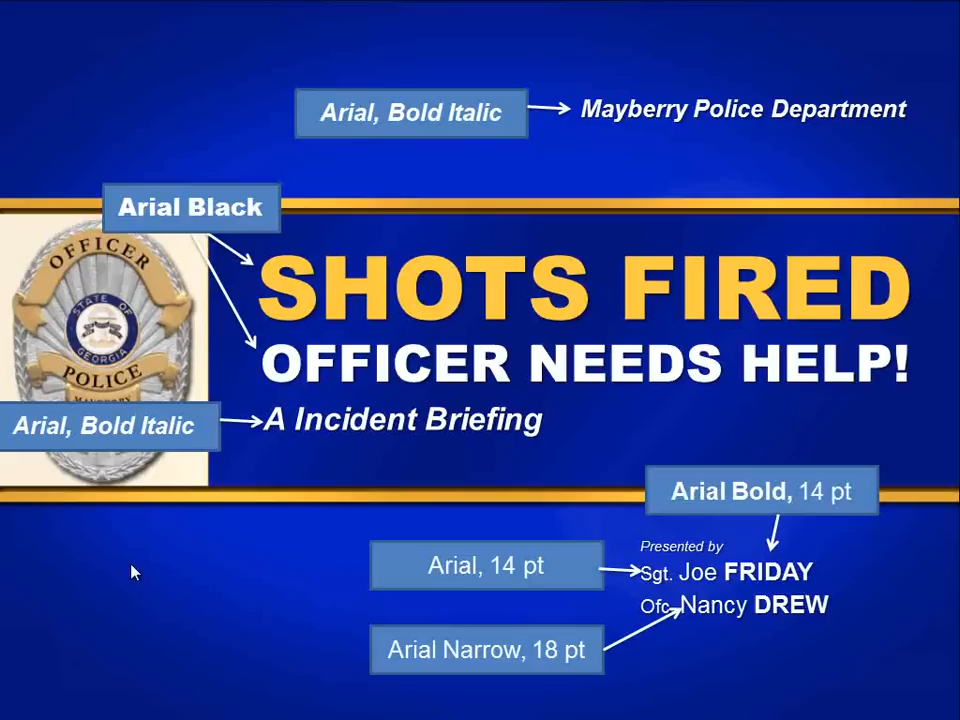 Arial, Bold Italic
Mayberry Police Department
Arial Black
OFFICER
STATE OF
GEORGIA
POLICE
SHOTS FIRED
OFFICER NEEDS HELP!
Arial, Bold Italic
A Incident Briefing
Arial Bold, 14 pt
Presented by
Arial, 14 pt
Sgt. Joe FRIDAY
Ofc. Nancy DREW
Arial Narrow, 18 pt